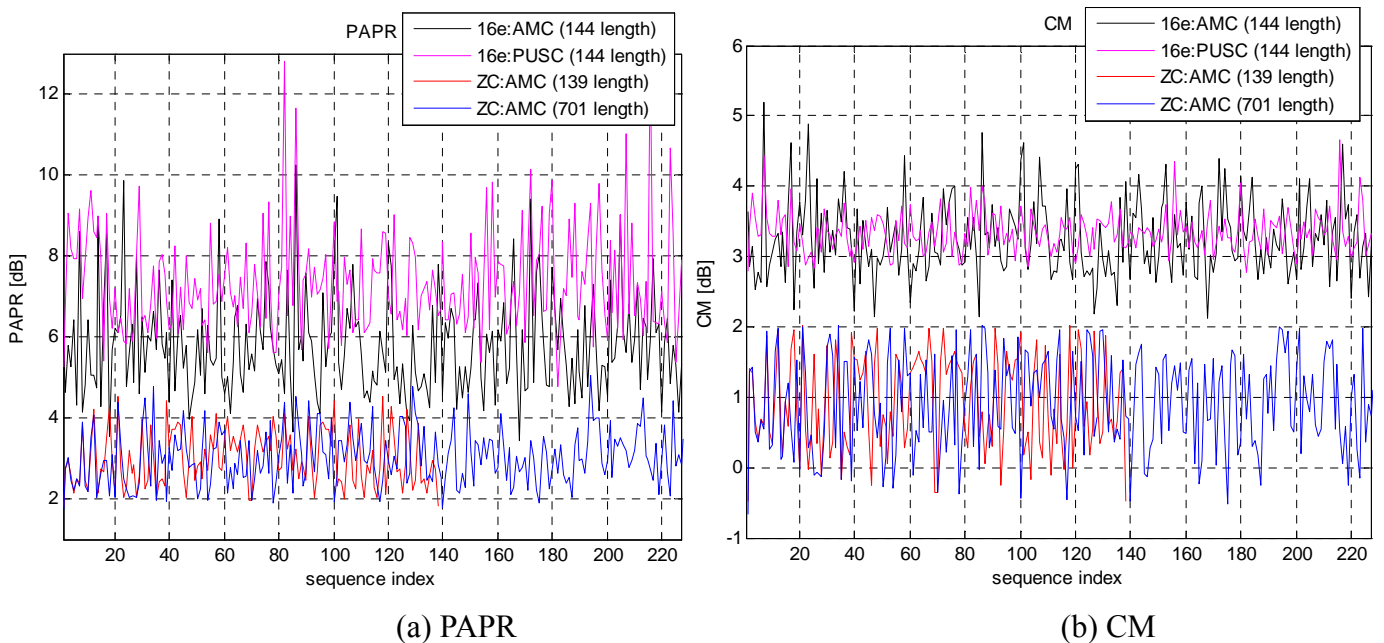 PAPR
16e:AMC (144 length)
16e:PUSC (144 length)
ZC:AMC (139 length)
ZC:AMC (701 length)
12
10
8
6
4
2
PAPR [dB]
20 40 60 80 100 120 140 160 180 200 220
sequence index
(a) PAPR
CM
16e:AMC (144 length)
16e:PUSC (144 length)
ZC:AMC (139 length)
ZC:AMC (701 length)
6
5
4
3
2
1
0
-1
CM [dB]
20 40 60 80 100 120 140 160 180 200 220
sequence index
(b) CM